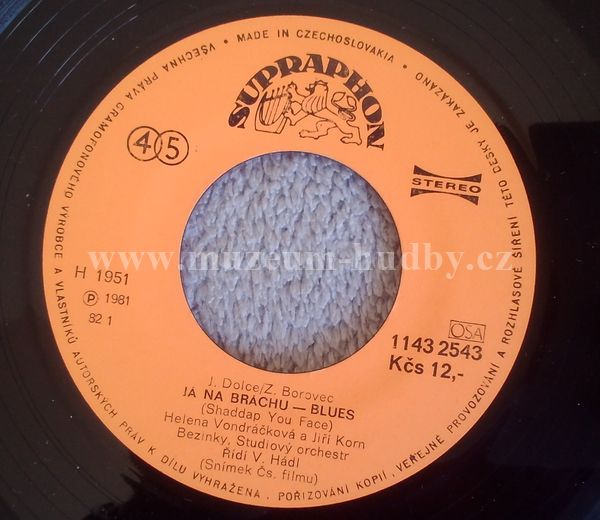 VŠECHNA PRÁVA GRAMOFONOVÉHO VÝROBCE A VLASTNÍKŮ AUTORSKÝCH PRÁV K DÍLU VYHRAŽENA. POŘIZOVÁNÍ KOPIÍ, VEŘEJNÉ PROVOZOVÁNÍ A ROZHLASOVÉ ŠÍŘENÍ TÉTO DESKY JE ZAKÁZÁNO • MADE IN CZECHOSLOVAKIA •
SUPRAPHON
45
STEREO
www.muzeum-hudby.cz
H 1951
Ⓟ 1981
82 1
OSA
1143 2543
Kčs 12,-
J. Dolce/Z. Borovec
JÁ NA BRÁCHU — BLUES
(Shaddap You Face)
Helena Vondráčková a Jiří Korn
Bezinky, Studiový orchestr
Řídí V. Hádl
(Snímek Čs. filmu)